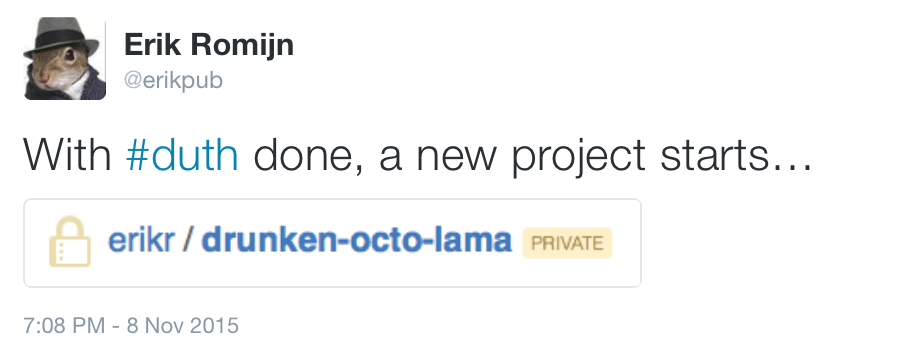 Erik Romijn
@erikpub
With #duth done, a new project starts...
erikr / drunken-octo-lama PRIVATE
7:08 PM - 8 Nov 2015